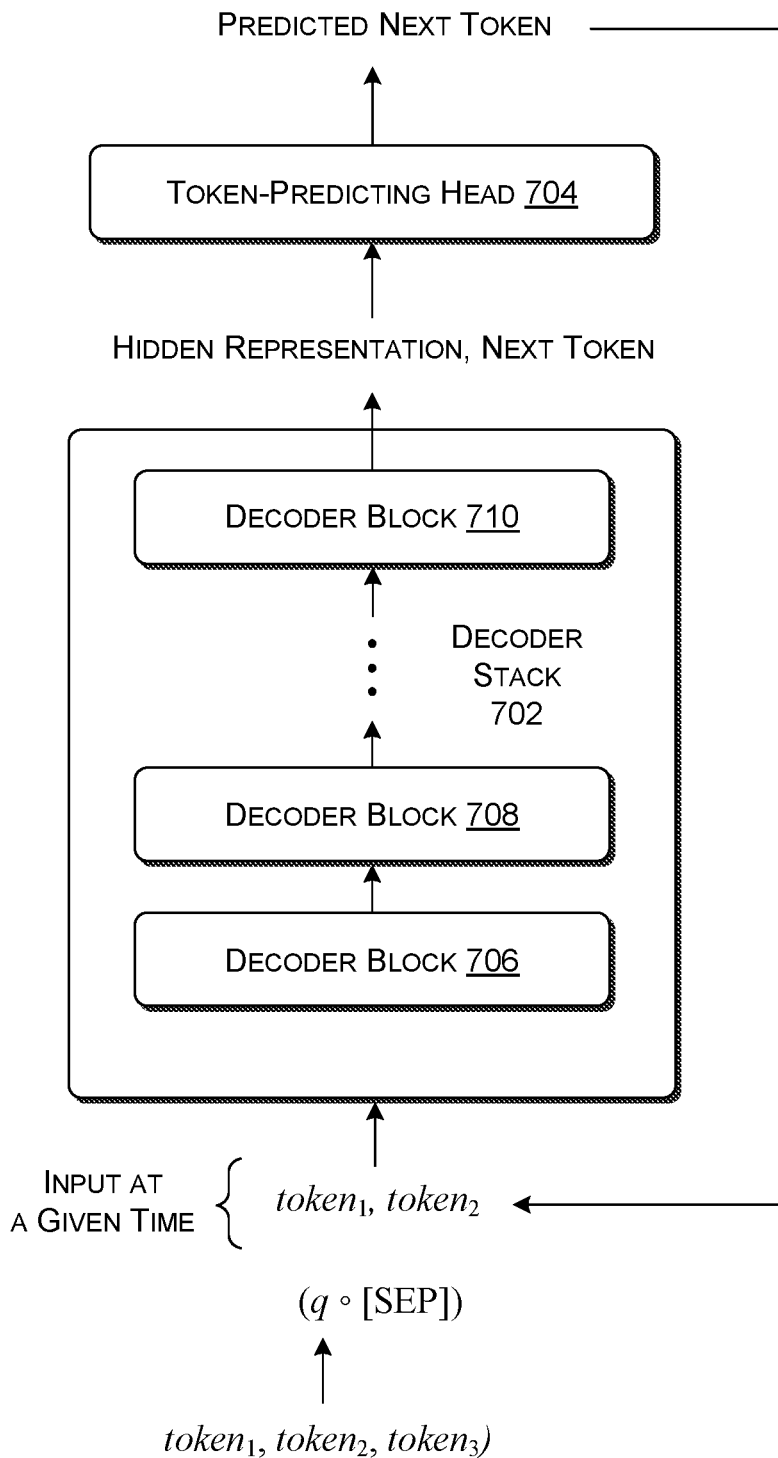 PREDICTED NEXT TOKEN
TOKEN-PREDICTING HEAD 704
HIDDEN REPRESENTATION, NEXT TOKEN
DECODER BLOCK 710
DECODER
STACK
702
DECODER BLOCK 708
DECODER BLOCK 706
INPUT AT
A GIVEN TIME
token₁, token₂
(q ∘ [SEP])
token₁, token₂, token₃)